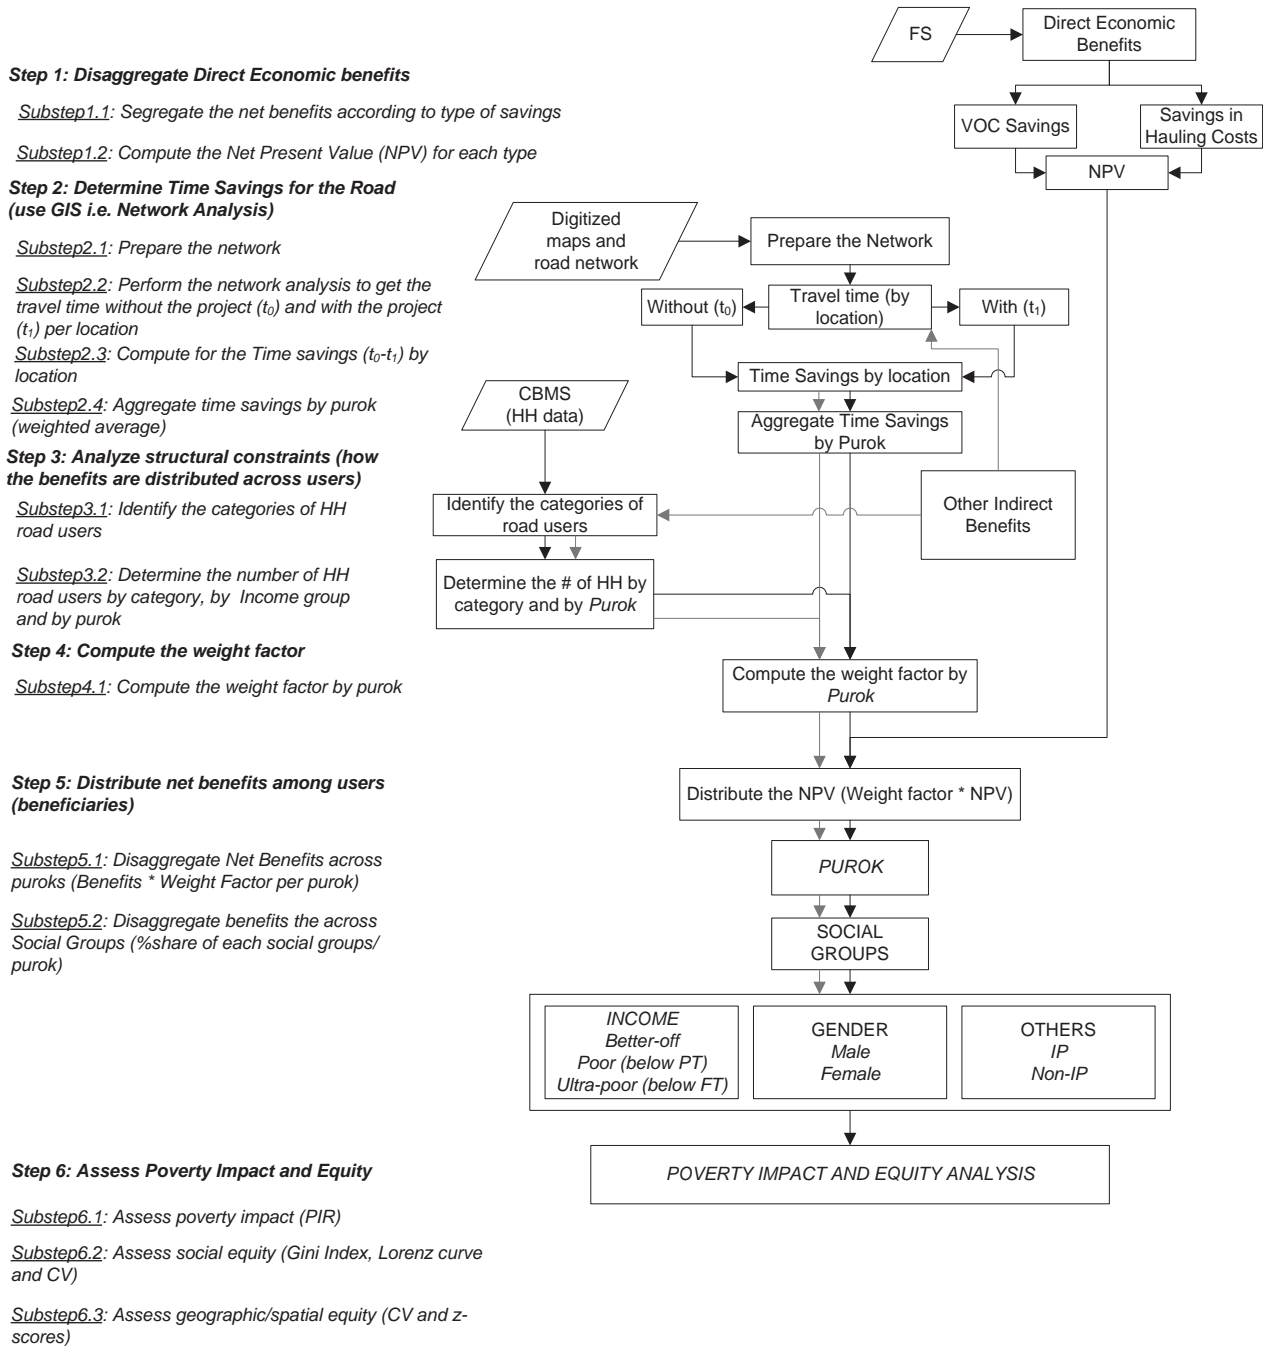 FS
Direct Economic
Benefits
Step 1: Disaggregate Direct Economic benefits
Substep1.1: Segregate the net benefits according to type of savings
VOC Savings
Savings in
Hauling Costs
Substep1.2: Compute the Net Present Value (NPV) for each type
NPV
Step 2: Determine Time Savings for the Road
(use GIS i.e. Network Analysis)
Digitized
maps and
road network
Prepare the Network
Substep2.1: Prepare the network
Substep2.2: Perform the network analysis to get the
travel time without the project (t0) and with the project
(t1) per location
Without (t0)
Travel time (by
location)
With (t1)
Substep2.3: Compute for the Time savings (t0-t1) by
location
Time Savings by location
Substep2.4: Aggregate time savings by purok
(weighted average)
CBMS
(HH data)
Aggregate Time Savings
by Purok
Step 3: Analyze structural constraints (how
the benefits are distributed across users)
Substep3.1: Identify the categories of HH
road users
Identify the categories of
road users
Other Indirect
Benefits
Substep3.2: Determine the number of HH
road users by category, by Income group
and by purok
Determine the # of HH by
category and by Purok
Step 4: Compute the weight factor
Substep4.1: Compute the weight factor by purok
Compute the weight factor by
Purok
Step 5: Distribute net benefits among users
(beneficiaries)
Distribute the NPV (Weight factor * NPV)
Substep5.1: Disaggregate Net Benefits across
puroks (Benefits * Weight Factor per purok)
PUROK
Substep5.2: Disaggregate benefits the across
Social Groups (%share of each social groups/
purok)
SOCIAL
GROUPS
INCOME
Better-off
Poor (below PT)
Ultra-poor (below FT)
GENDER
Male
Female
OTHERS
IP
Non-IP
Step 6: Assess Poverty Impact and Equity
POVERTY IMPACT AND EQUITY ANALYSIS
Substep6.1: Assess poverty impact (PIR)
Substep6.2: Assess social equity (Gini Index, Lorenz curve
and CV)
Substep6.3: Assess geographic/spatial equity (CV and z-
scores)